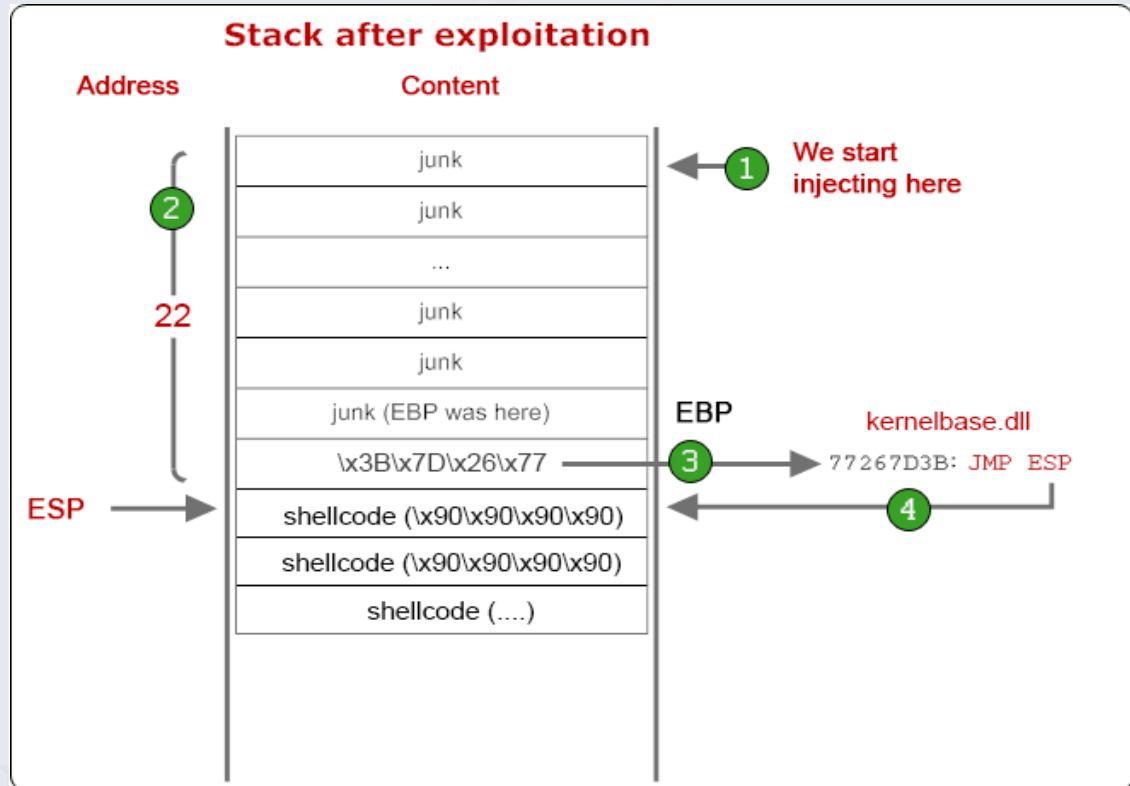 Stack after exploitation
Address Content
junk
1 We start
injecting here
2 junk
...
22 junk
junk
junk (EBP was here) EBP
kernelbase.dll
\x3B\x7D\x26\x77 3 77267D3B: JMP ESP
ESP shellcode (\x90\x90\x90\x90) 4
shellcode (\x90\x90\x90\x90)
shellcode (....)